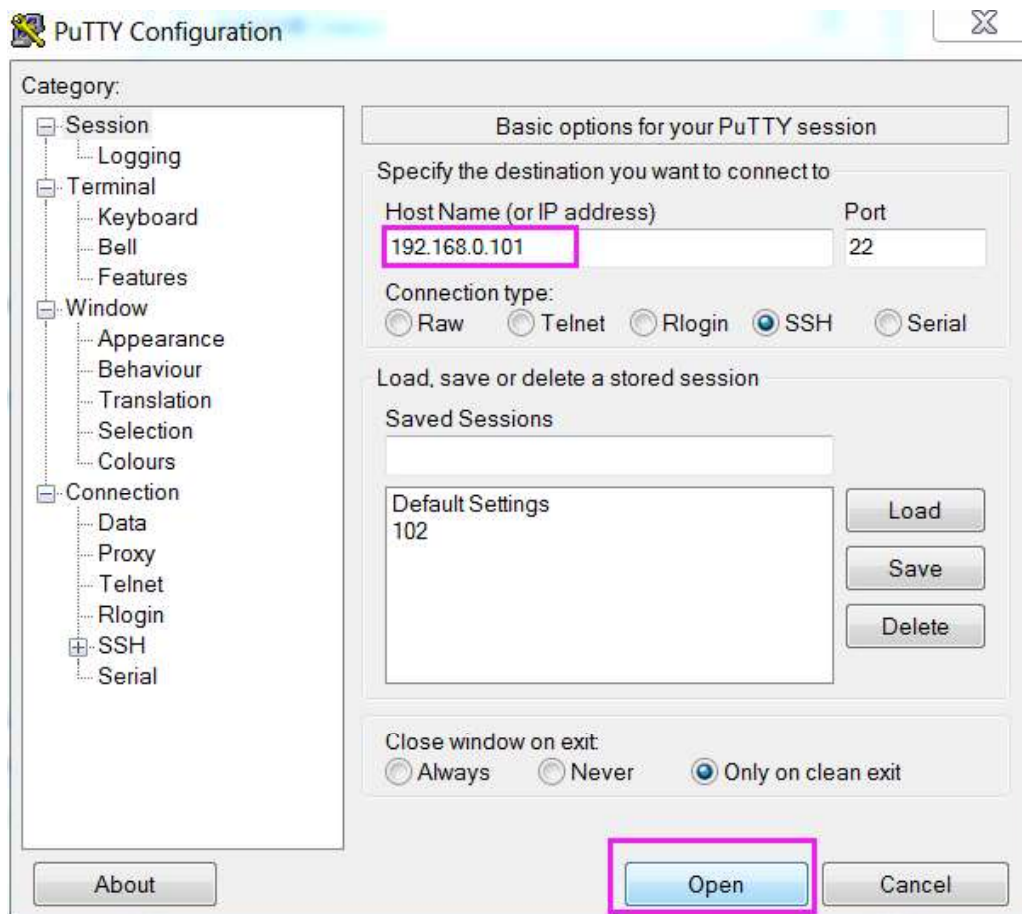 PuTTY Configuration
Category:
Session
Logging
Terminal
Keyboard
Bell
Features
Window
Appearance
Behaviour
Translation
Selection
Colours
Connection
Data
Proxy
Telnet
Rlogin
SSH
Serial
Basic options for your PuTTY session
Specify the destination you want to connect to
Host Name (or IP address) Port
192.168.0.101 22
Connection type:
Raw Telnet Rlogin SSH Serial
Load, save or delete a stored session
Saved Sessions
Default Settings
102
Load
Save
Delete
Close window on exit:
Always Never Only on clean exit
About Open Cancel